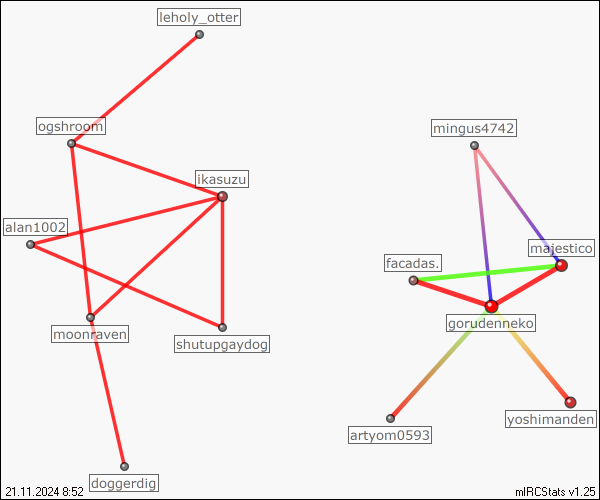 leholy_otter
ogshroom
mingus4742
ikasuzu
alan1002
majestico
facadas.
gorudenneko
moonraven
shutupgaydog
yoshimanden
artyom0593
doggerdig
21.11.2024 8:52
mIRCStats v1.25